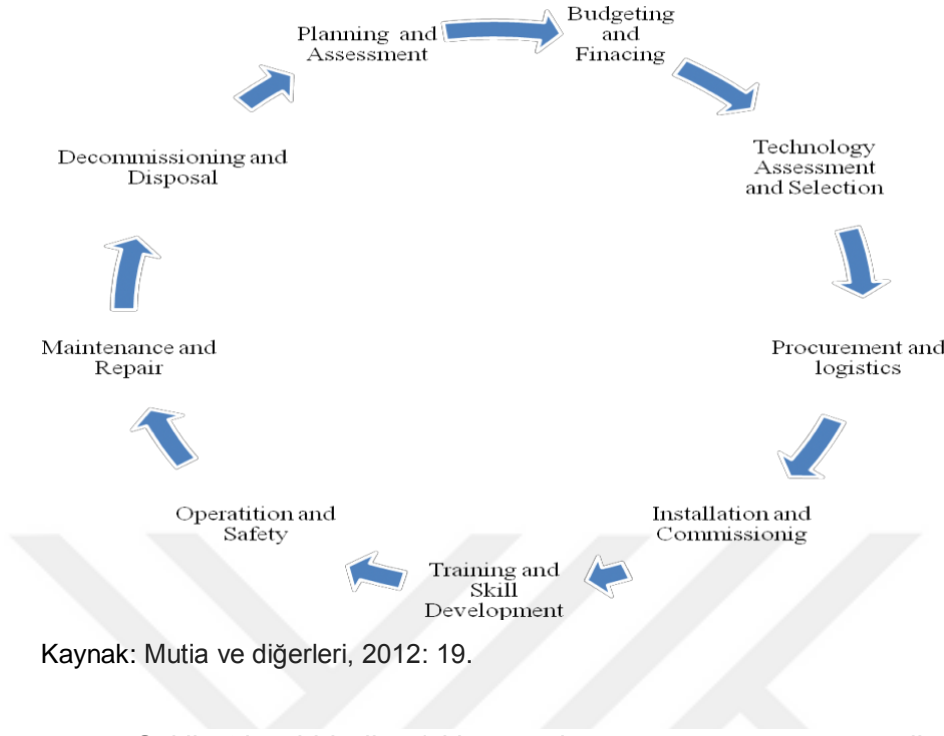 Planning and
Assessment
Budgeting
and
Finacing
Technology
Assessment
and Selection
Procurement and
logistics
Installation and
Commissionig
Training and
Skill
Development
Operatition and
Safety
Maintenance and
Repair
Decommissioning and
Disposal
Kaynak: Mutia ve diğerleri, 2012: 19.